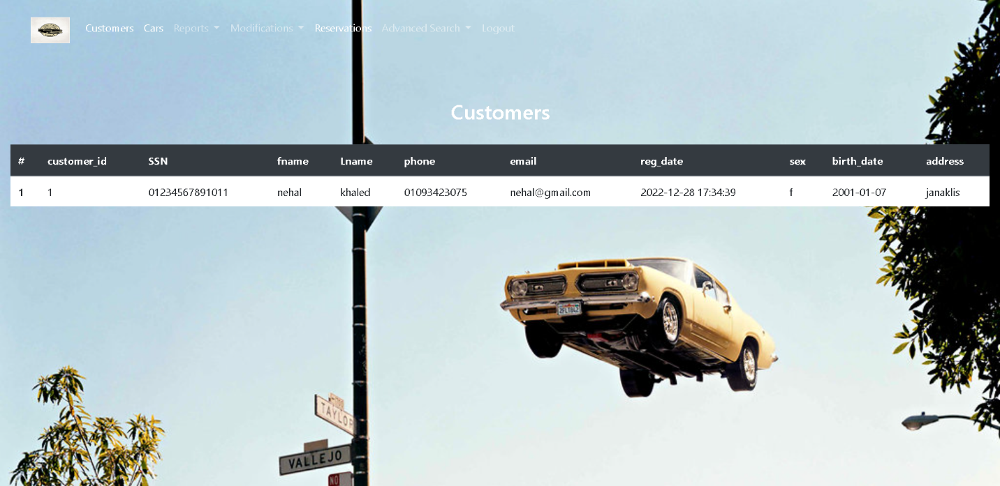 Customers Cars Reports Modifications Reservations Advanced Search Logout
Customers
# customer_id SSN fname Lname phone email reg_date sex birth_date address
1 1 01234567891011 nehal khaled 01093423075 nehal@gmail.com 2022-12-28 17:34:39 f 2001-01-07 janaklis
TAYLOR
VALLEJO
NO